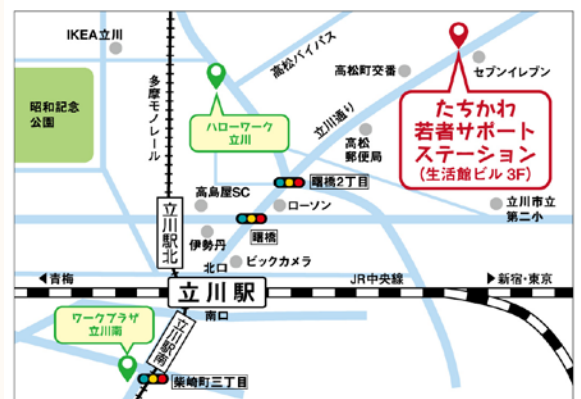 IKEA立川
高松バイパス
高松町交番
セブンイレブン
昭和記念
公園
多摩モノレール
ハローワーク
立川
立川通り
高松
郵便局
たちかわ
若者サポート
ステーション
(生活館ビル 3F)
曙橋2丁目
高島屋SC
ローソン
立川市立
第二小
立川駅北
伊勢丹
曙橋
北口
ビックカメラ
◀青梅
JR中央線
▶新宿・東京
立川駅
ワークプラザ
立川南
南口
立川駅南
柴崎町三丁目